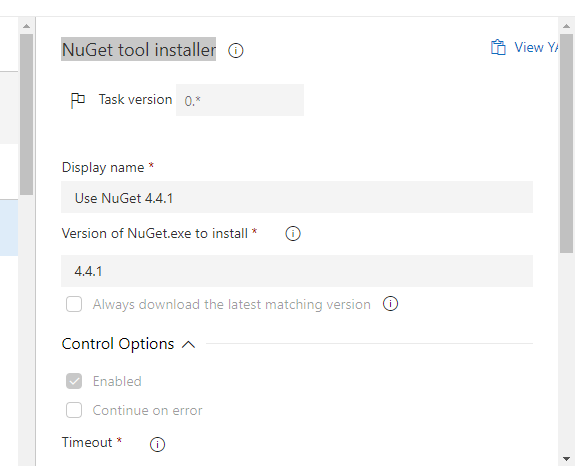 NuGet tool installer
View YA
Task version 0.*
Display name *
Use NuGet 4.4.1
Version of NuGet.exe to install *
4.4.1
Always download the latest matching version
Control Options
Enabled
Continue on error
Timeout *